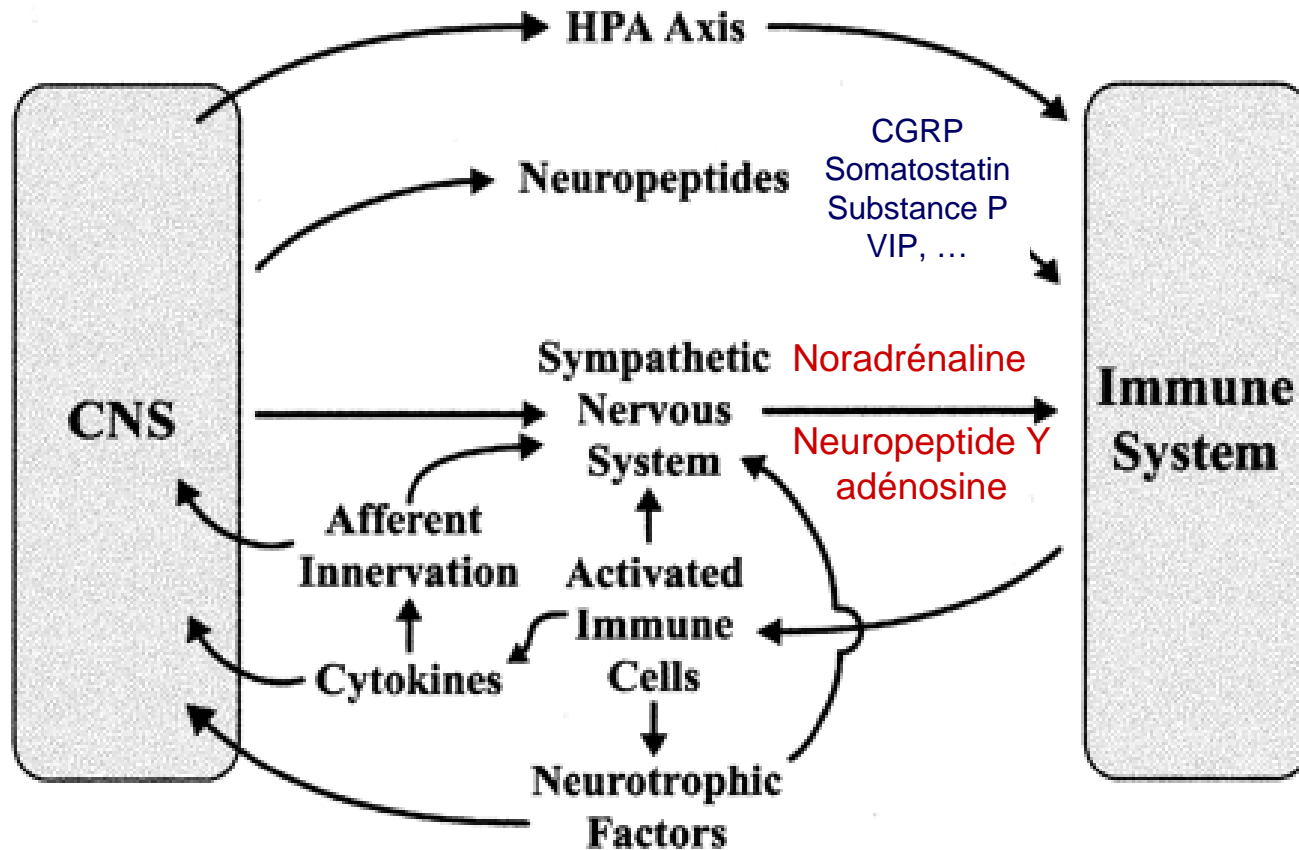 HPA Axis
CGRP
Somatostatin
Substance P
VIP, …
Neuropeptides
CNS
Sympathetic
Nervous
System
Noradrénaline
Neuropeptide Y
adénosine
Immune
System
Afferent
Innervation
Activated
Immune
Cells
Cytokines
Neurotrophic
Factors